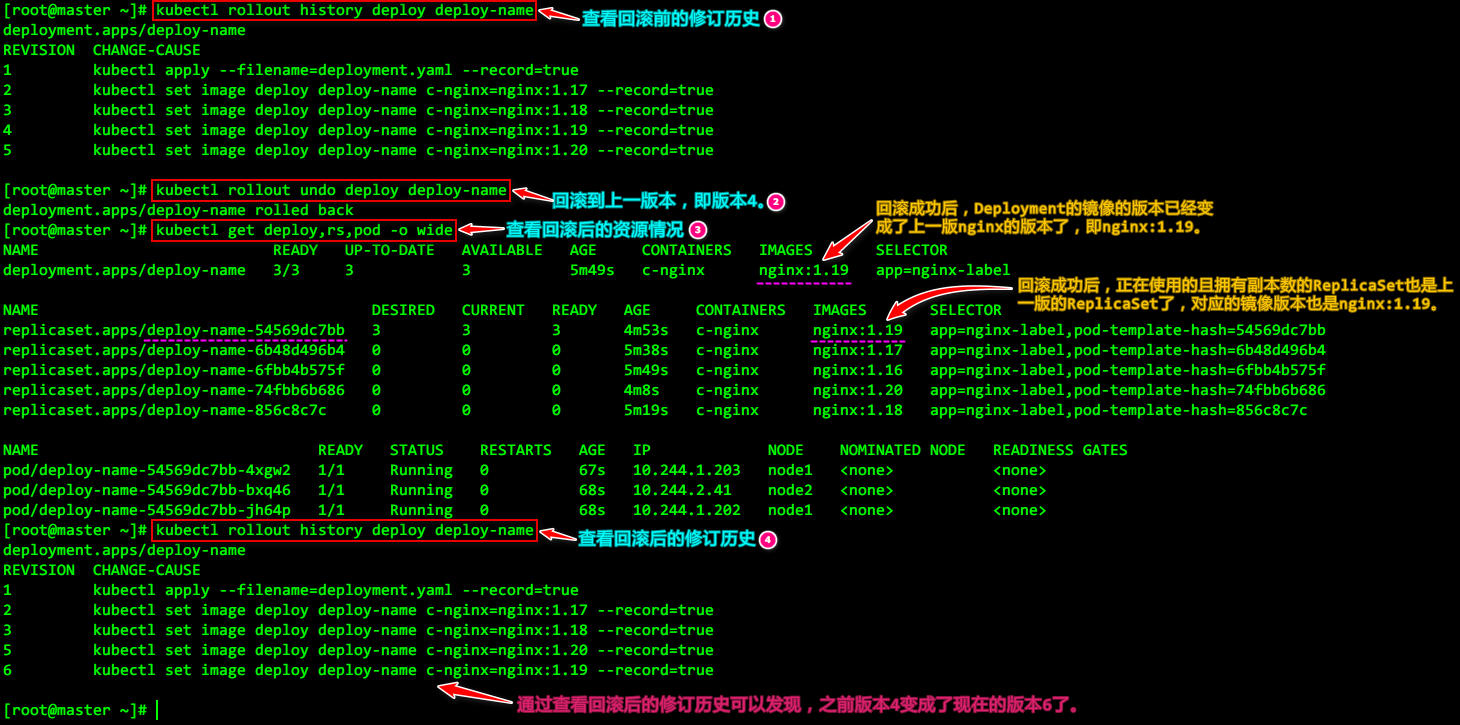 [root@master ~]# kubectl rollout history deploy deploy-name 查看回滚前的修订历史 1
deployment.apps/deploy-name
REVISION  CHANGE-CAUSE
1         kubectl apply --filename=deployment.yaml --record=true
2         kubectl set image deploy deploy-name c-nginx=nginx:1.17 --record=true
3         kubectl set image deploy deploy-name c-nginx=nginx:1.18 --record=true
4         kubectl set image deploy deploy-name c-nginx=nginx:1.19 --record=true
5         kubectl set image deploy deploy-name c-nginx=nginx:1.20 --record=true
[root@master ~]# kubectl rollout undo deploy deploy-name 回滚到上一版本，即版本4。 2
deployment.apps/deploy-name rolled back
回滚成功后，Deployment的镜像的版本已经变
成了上一版nginx的版本了，即nginx:1.19。
[root@master ~]# kubectl get deploy,rs,pod -o wide 查看回滚后的资源情况 3
NAME                          READY   UP-TO-DATE   AVAILABLE   AGE     CONTAINERS   IMAGES       SELECTOR
deployment.apps/deploy-name   3/3     3            3           5m49s   c-nginx      nginx:1.19   app=nginx-label
回滚成功后，正在使用的且拥有副本数的ReplicaSet也是上
一版的ReplicaSet了，对应的镜像版本也是nginx:1.19。
NAME                                     DESIRED   CURRENT   READY   AGE     CONTAINERS   IMAGES       SELECTOR
replicaset.apps/deploy-name-54569dc7bb   3         3         3       4m53s   c-nginx      nginx:1.19   app=nginx-label,pod-template-hash=54569dc7bb
replicaset.apps/deploy-name-6b48d496b4   0         0         0       5m38s   c-nginx      nginx:1.17   app=nginx-label,pod-template-hash=6b48d496b4
replicaset.apps/deploy-name-6fbb4b575f   0         0         0       5m49s   c-nginx      nginx:1.16   app=nginx-label,pod-template-hash=6fbb4b575f
replicaset.apps/deploy-name-74fbb6b686   0         0         0       4m8s    c-nginx      nginx:1.20   app=nginx-label,pod-template-hash=74fbb6b686
replicaset.apps/deploy-name-856c8c7c     0         0         0       5m19s   c-nginx      nginx:1.18   app=nginx-label,pod-template-hash=856c8c7c
NAME                               READY   STATUS    RESTARTS   AGE   IP             NODE    NOMINATED NODE   READINESS GATES
pod/deploy-name-54569dc7bb-4xgw2   1/1     Running   0          67s   10.244.1.203   node1   <none>           <none>
pod/deploy-name-54569dc7bb-bxq46   1/1     Running   0          68s   10.244.2.41    node2   <none>           <none>
pod/deploy-name-54569dc7bb-jh64p   1/1     Running   0          68s   10.244.1.202   node1   <none>           <none>
[root@master ~]# kubectl rollout history deploy deploy-name 查看回滚后的修订历史 4
deployment.apps/deploy-name
REVISION  CHANGE-CAUSE
1         kubectl apply --filename=deployment.yaml --record=true
2         kubectl set image deploy deploy-name c-nginx=nginx:1.17 --record=true
3         kubectl set image deploy deploy-name c-nginx=nginx:1.18 --record=true
5         kubectl set image deploy deploy-name c-nginx=nginx:1.20 --record=true
6         kubectl set image deploy deploy-name c-nginx=nginx:1.19 --record=true
通过查看回滚后的修订历史可以发现，之前版本4变成了现在的版本6了。
[root@master ~]#